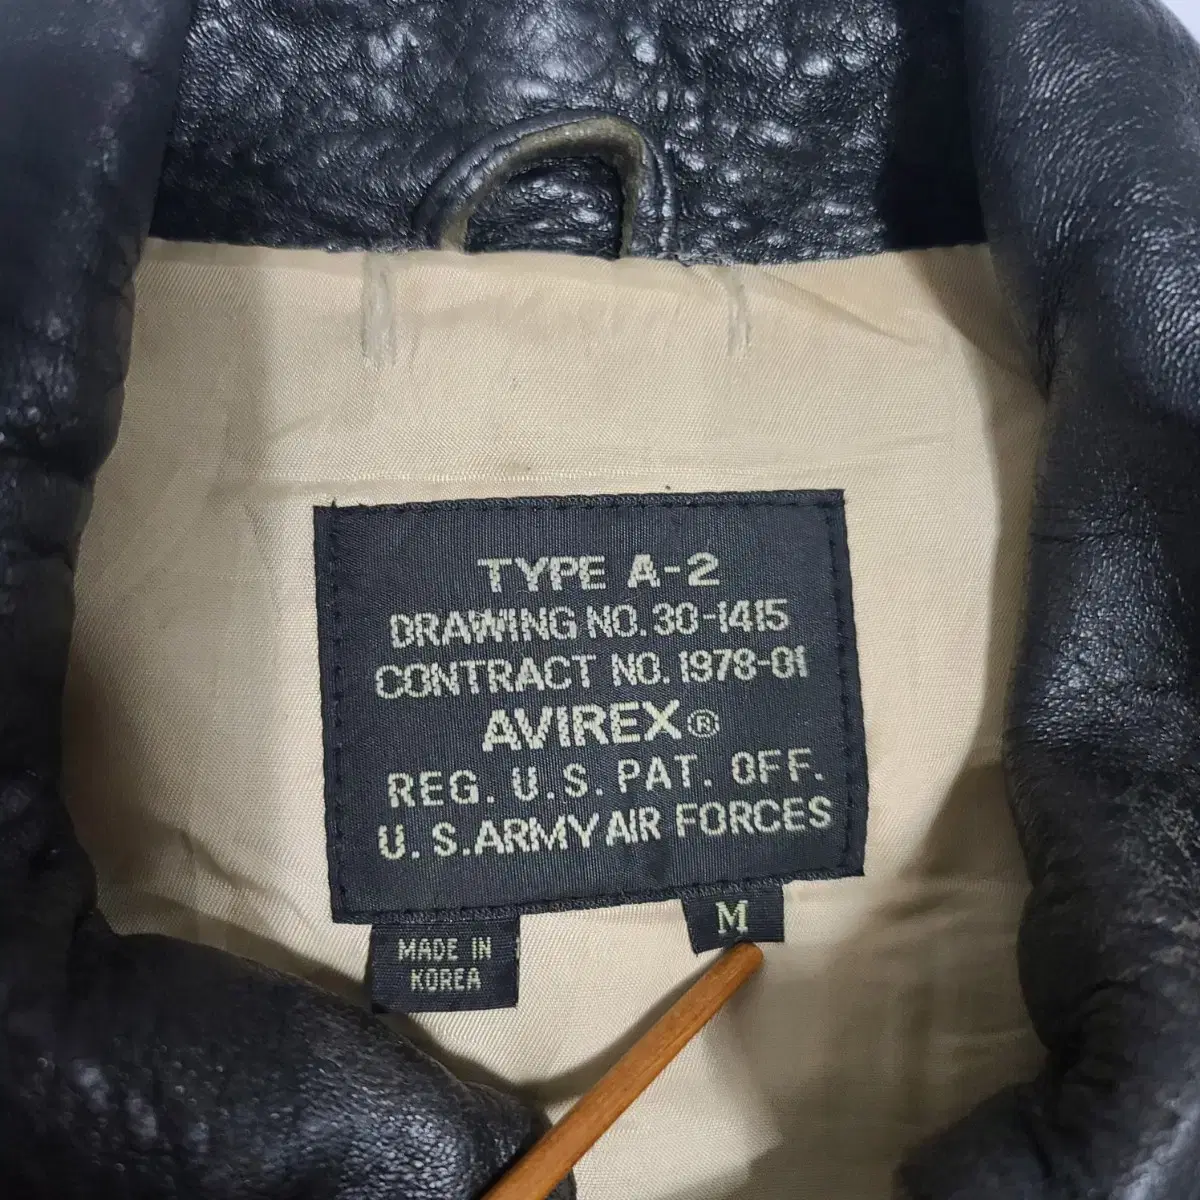 TYPE A-2
DRAWING NO. 30-1415
CONTRACT NO. 1978-01
AVIREX®
REG. U.S. PAT. OFF.
U.S. ARMY AIR FORCES
MADE IN
KOREA
M